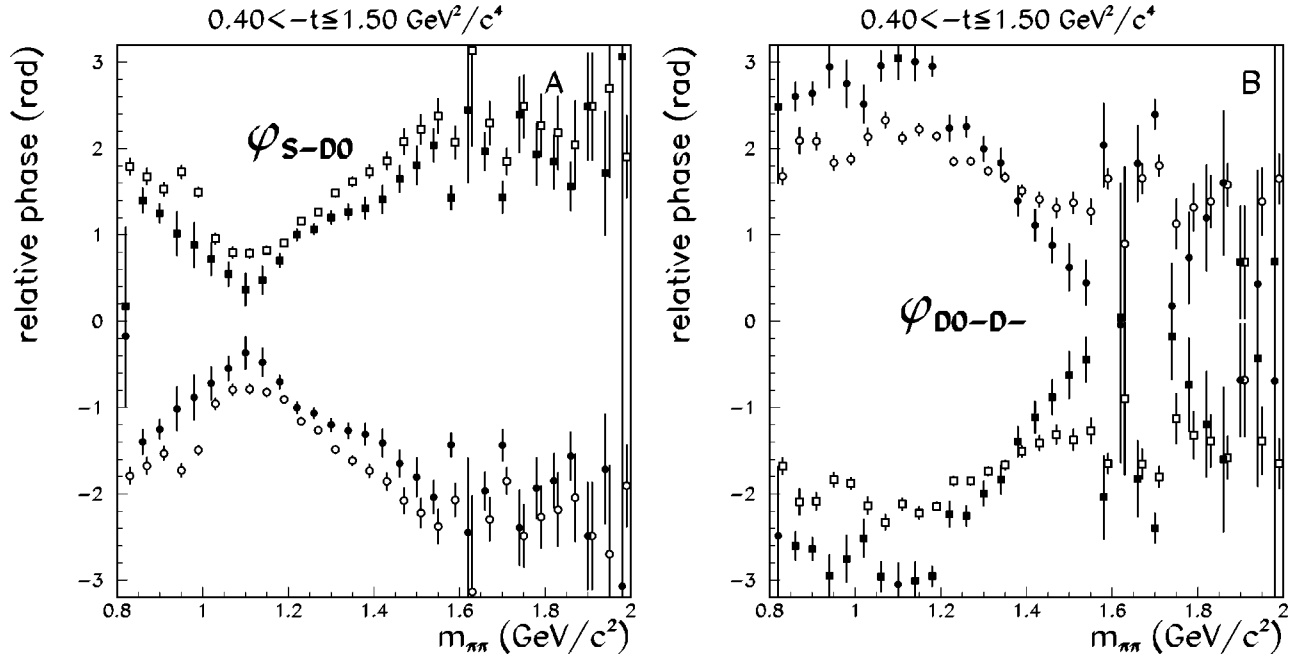 0.40<-t≦1.50 GeV²/c⁴
relative phase (rad)
3
2
1
0
-1
-2
-3
A
φS-D0
0.8 1 1.2 1.4 1.6 1.8 2
mππ (GeV/c²)
0.40<-t≦1.50 GeV²/c⁴
relative phase (rad)
3
2
1
0
-1
-2
-3
B
φD0-D-
0.8 1 1.2 1.4 1.6 1.8 2
mππ (GeV/c²)